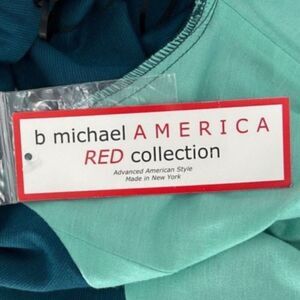 b michael AMERICA
RED collection
Advanced American Style
Made in New York